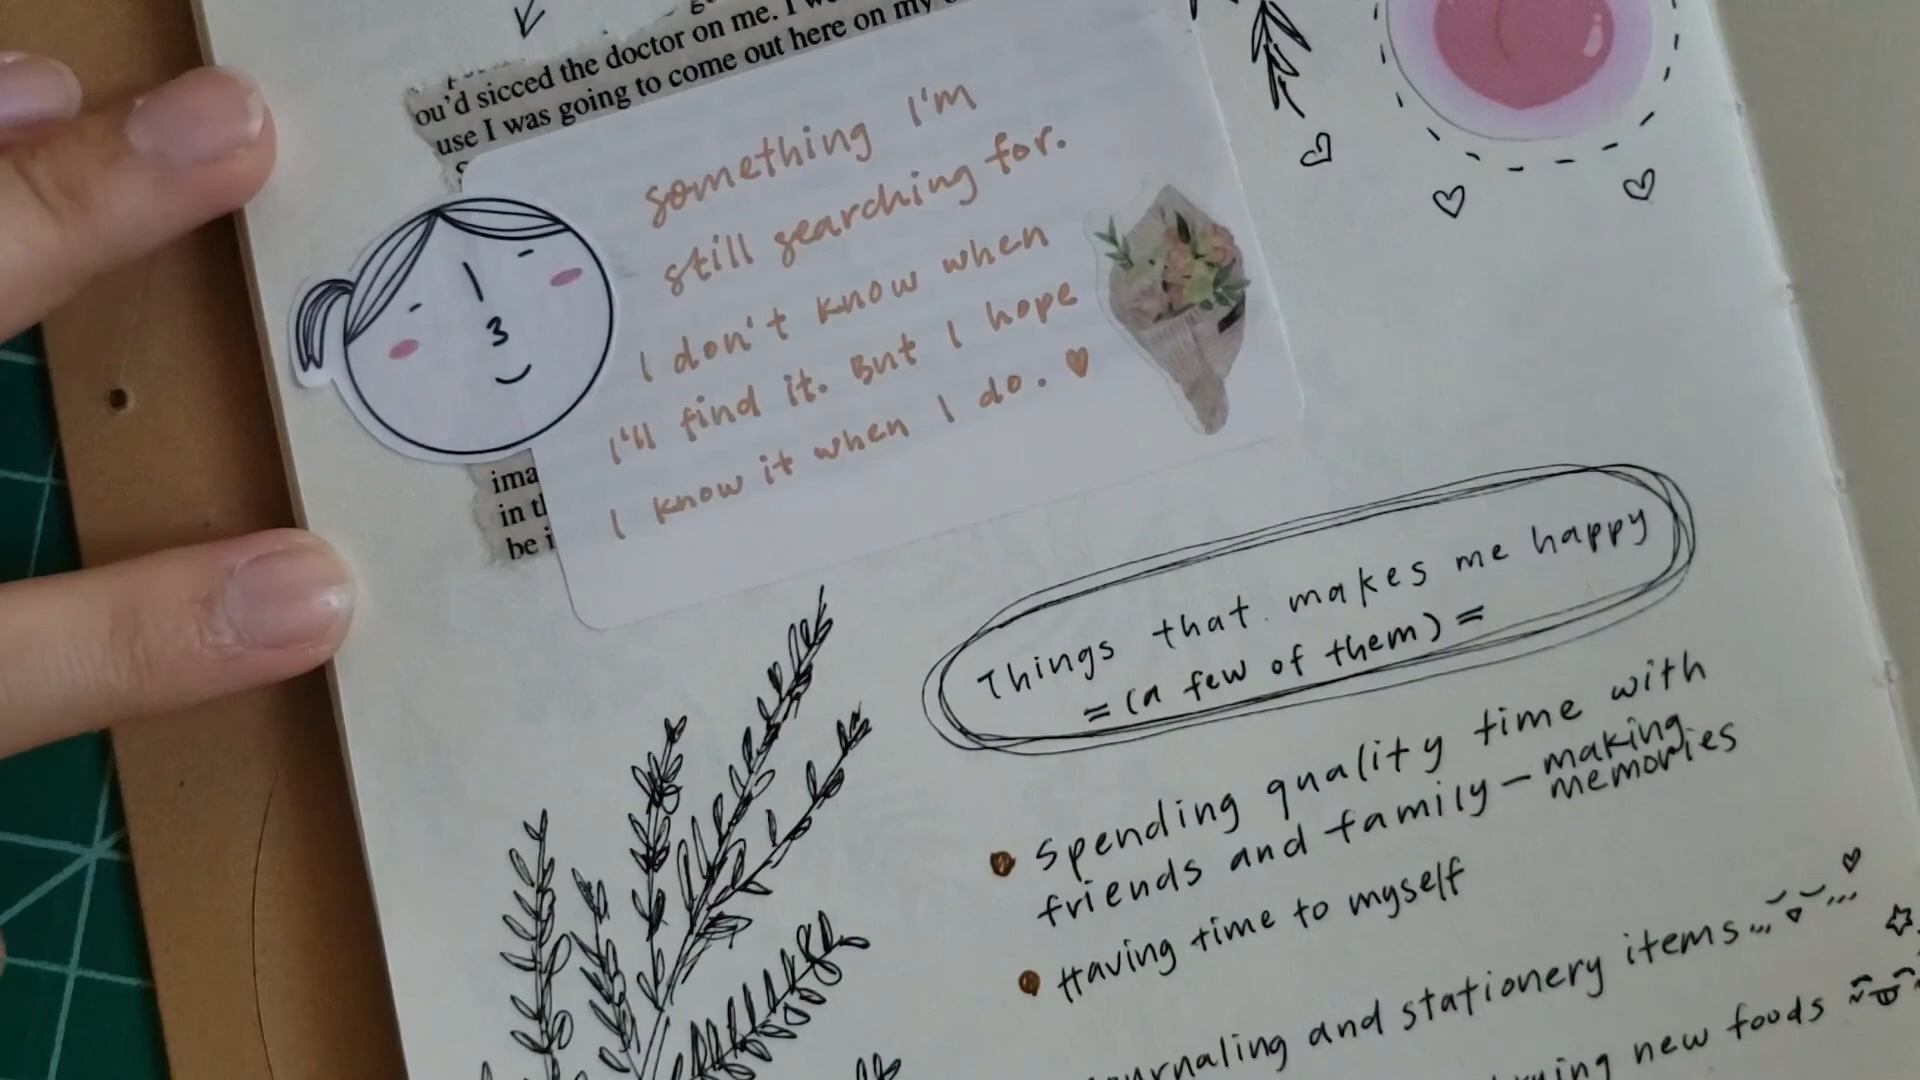 ou'd sicced the doctor on me. I
use I was going to come out here on my
something I'm
still searching for.
I don't know when
I'll find it. But I hope
I know it when I do.
ima
in
be
Things that makes me happy
=(a few of them)=
Spending quality time with
friends and family - making
memories
Having time to myself
journaling and stationery items...
new foods